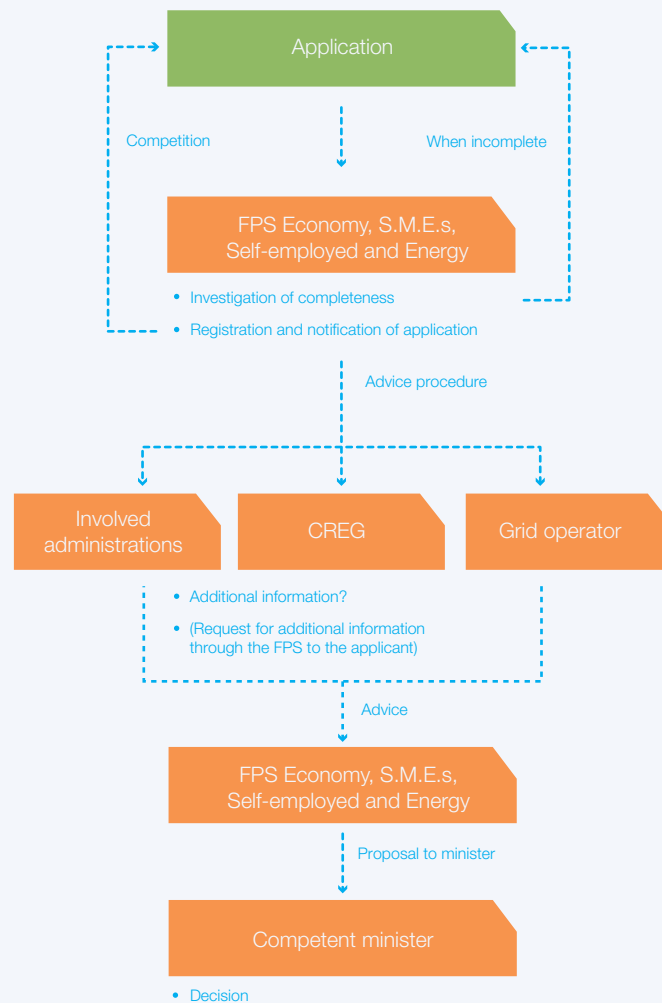 Application
Competition
When incomplete
FPS Economy, S.M.E.s,
Self-employed and Energy
• Investigation of completeness
• Registration and notification of application
Advice procedure
Involved
administrations
CREG
Grid operator
• Additional information?
• (Request for additional information
through the FPS to the applicant)
Advice
FPS Economy, S.M.E.s,
Self-employed and Energy
Proposal to minister
Competent minister
• Decision